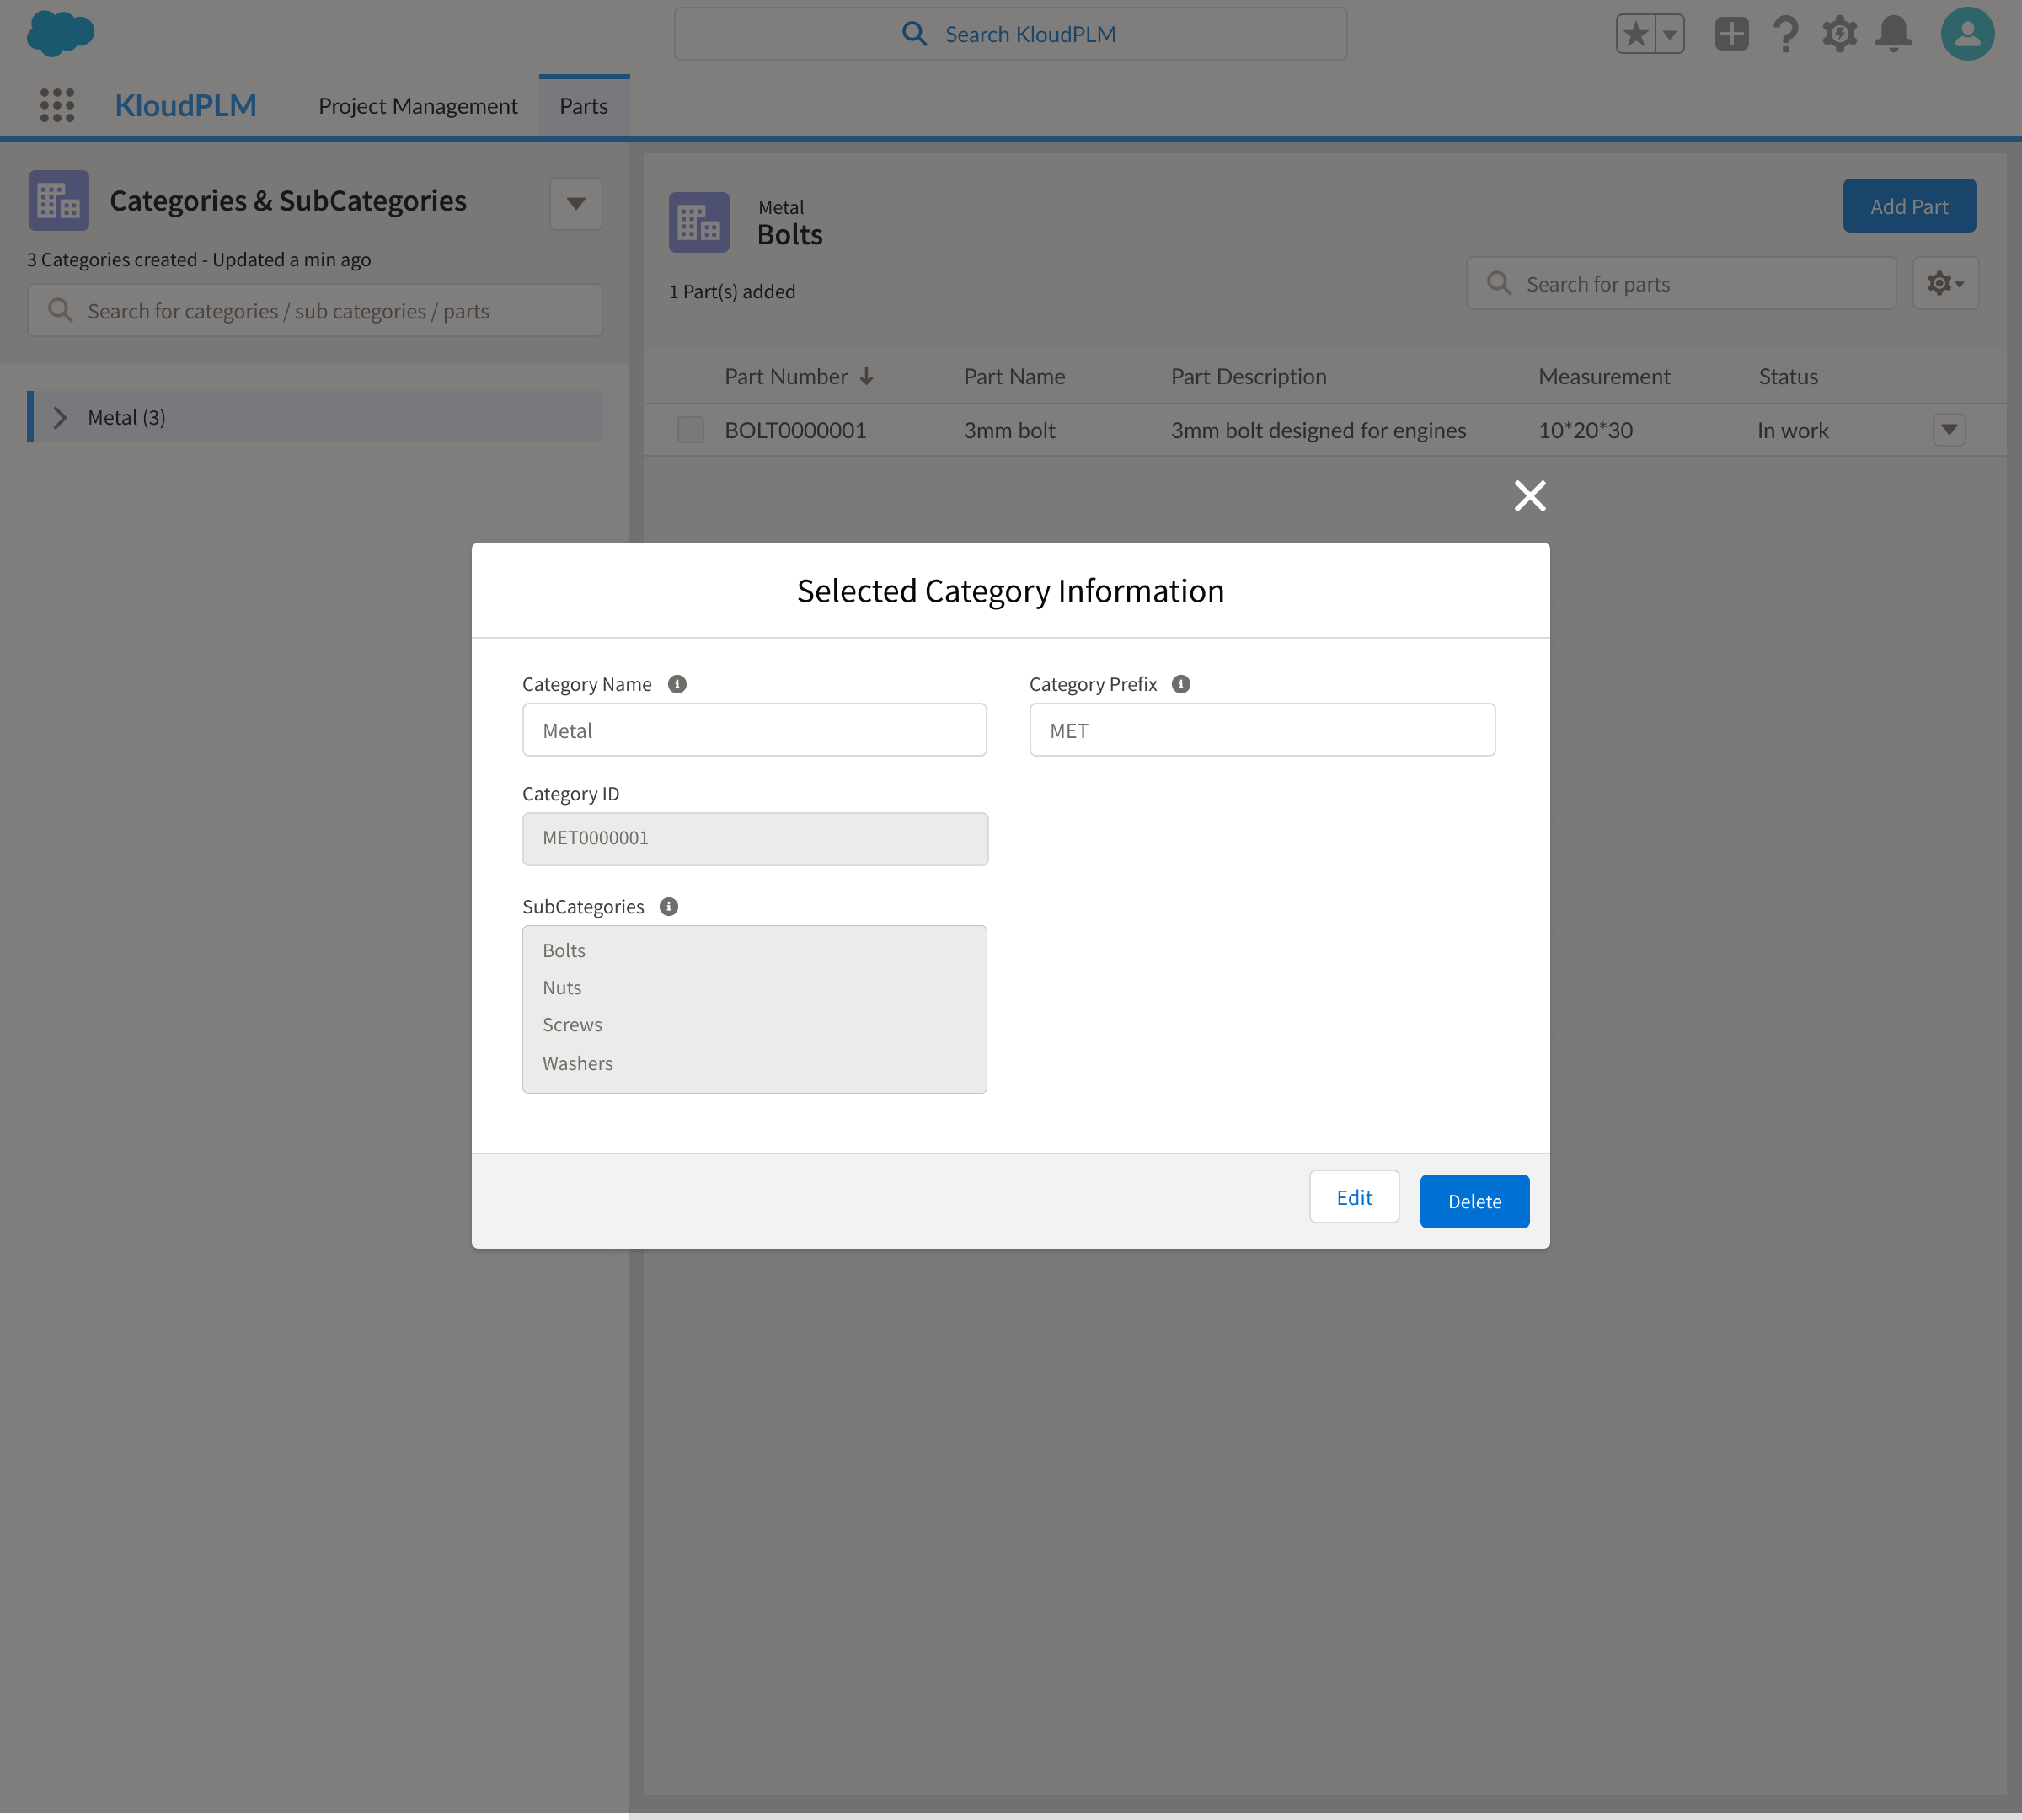 Search KloudPLM
KloudPLM
Project Management
Parts
Categories & SubCategories
3 Categories created - Updated a min ago
Search for categories / sub categories / parts
Metal (3)
Metal
Bolts
Add Part
1 Part(s) added
Search for parts
Part Number Part Name Part Description Measurement Status
BOLT0000001 3mm bolt 3mm bolt designed for engines 10*20*30 In work
Selected Category Information
Category Name
Category Prefix
Metal
MET
Category ID
MET0000001
SubCategories
Bolts
Nuts
Screws
Washers
Edit
Delete